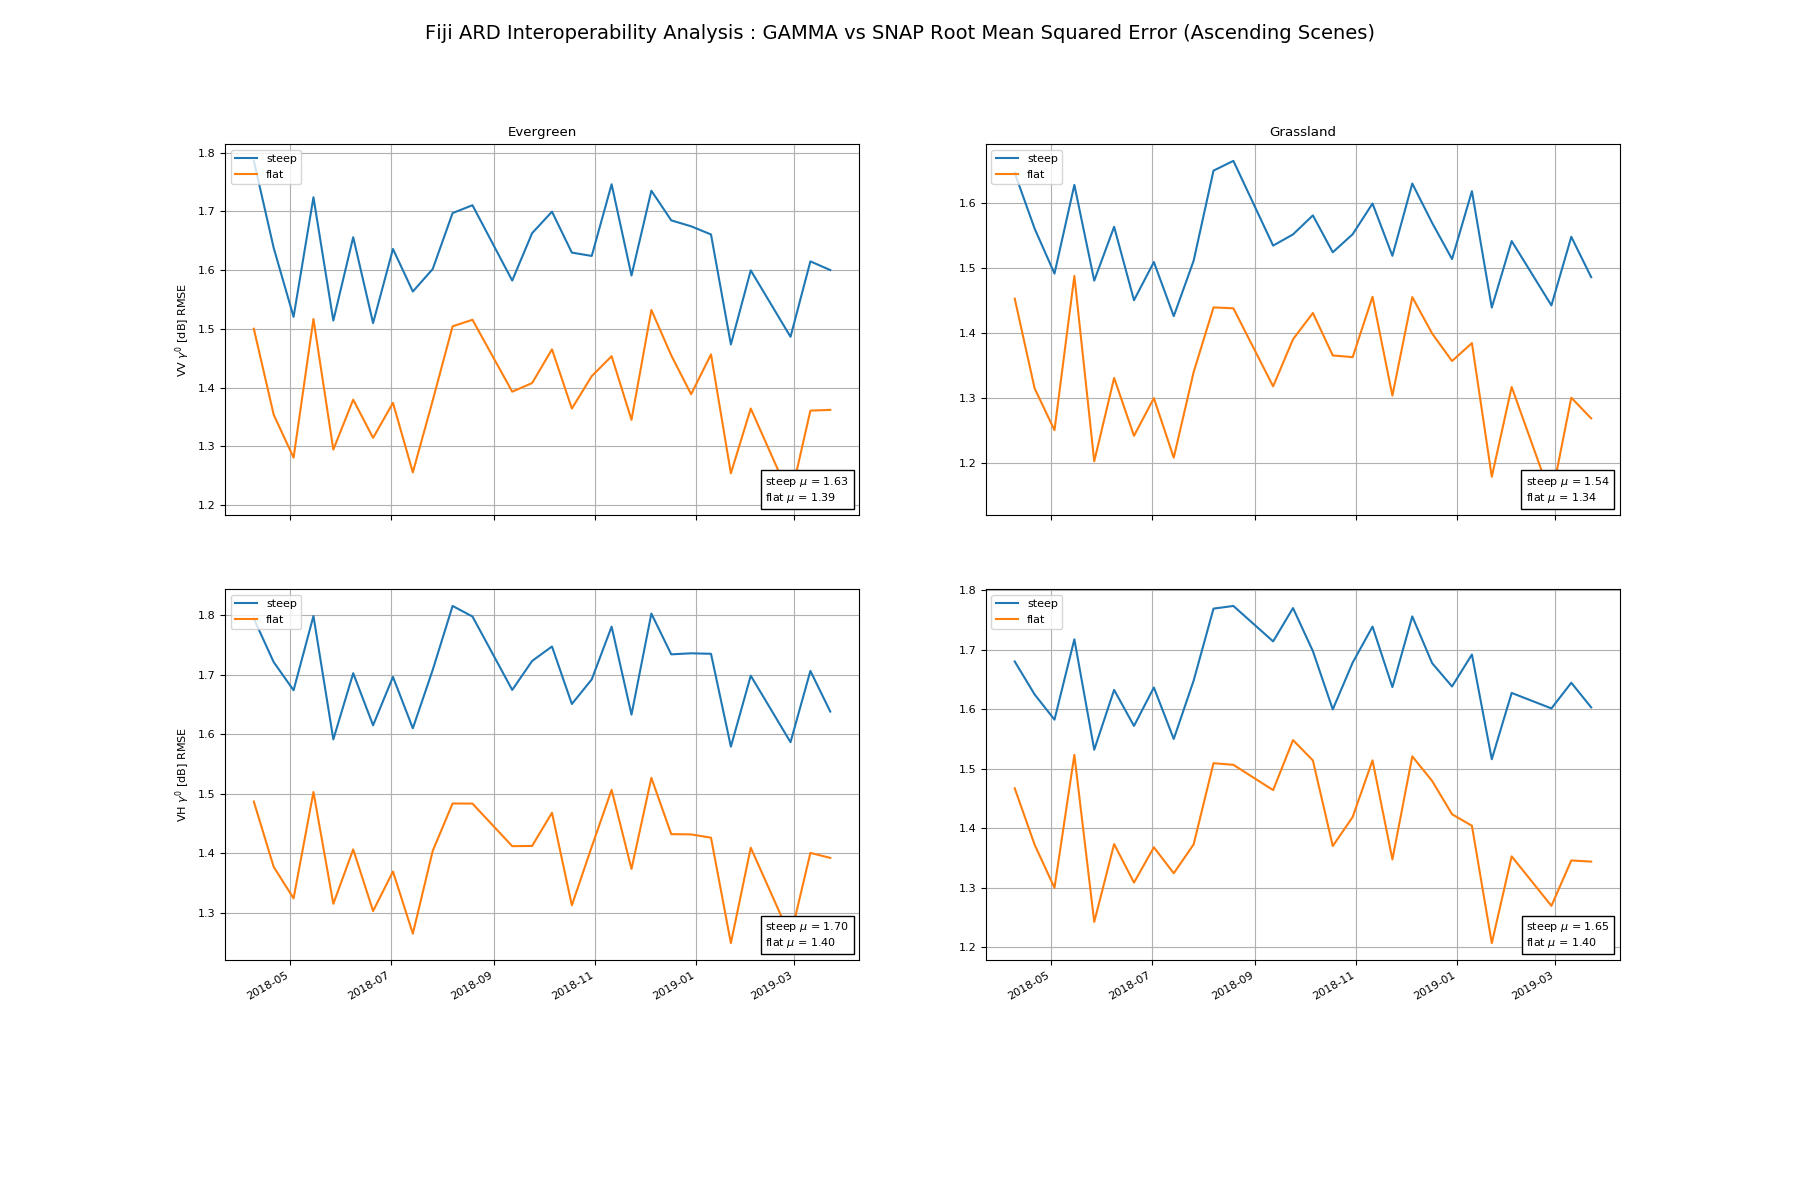 Fiji ARD Interoperability Analysis : GAMMA vs SNAP Root Mean Squared Error (Ascending Scenes)
Evergreen
VV γ⁰ [dB] RMSE
1.8
1.7
1.6
1.5
1.4
1.3
1.2
steep
flat
steep μ = 1.63
flat μ = 1.39
Grassland
1.6
1.5
1.4
1.3
1.2
steep
flat
steep μ = 1.54
flat μ = 1.34
VH γ⁰ [dB] RMSE
1.8
1.7
1.6
1.5
1.4
1.3
steep
flat
steep μ = 1.70
flat μ = 1.40
2018-05
2018-07
2018-09
2018-11
2019-01
2019-03
1.8
1.7
1.6
1.5
1.4
1.3
1.2
steep
flat
steep μ = 1.65
flat μ = 1.40
2018-05
2018-07
2018-09
2018-11
2019-01
2019-03